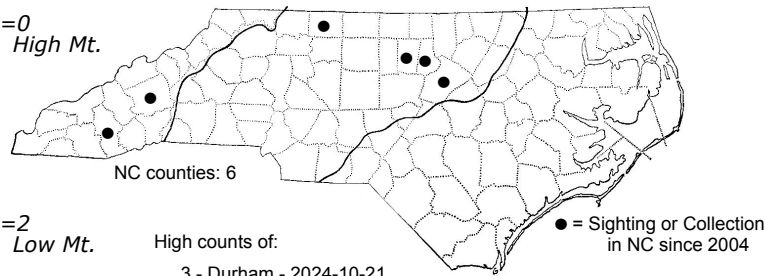 =0
High Mt.
NC counties: 6
=2
Low Mt.
High counts of:
3 - Durham - 2024-10-21
● = Sighting or Collection
in NC since 2004